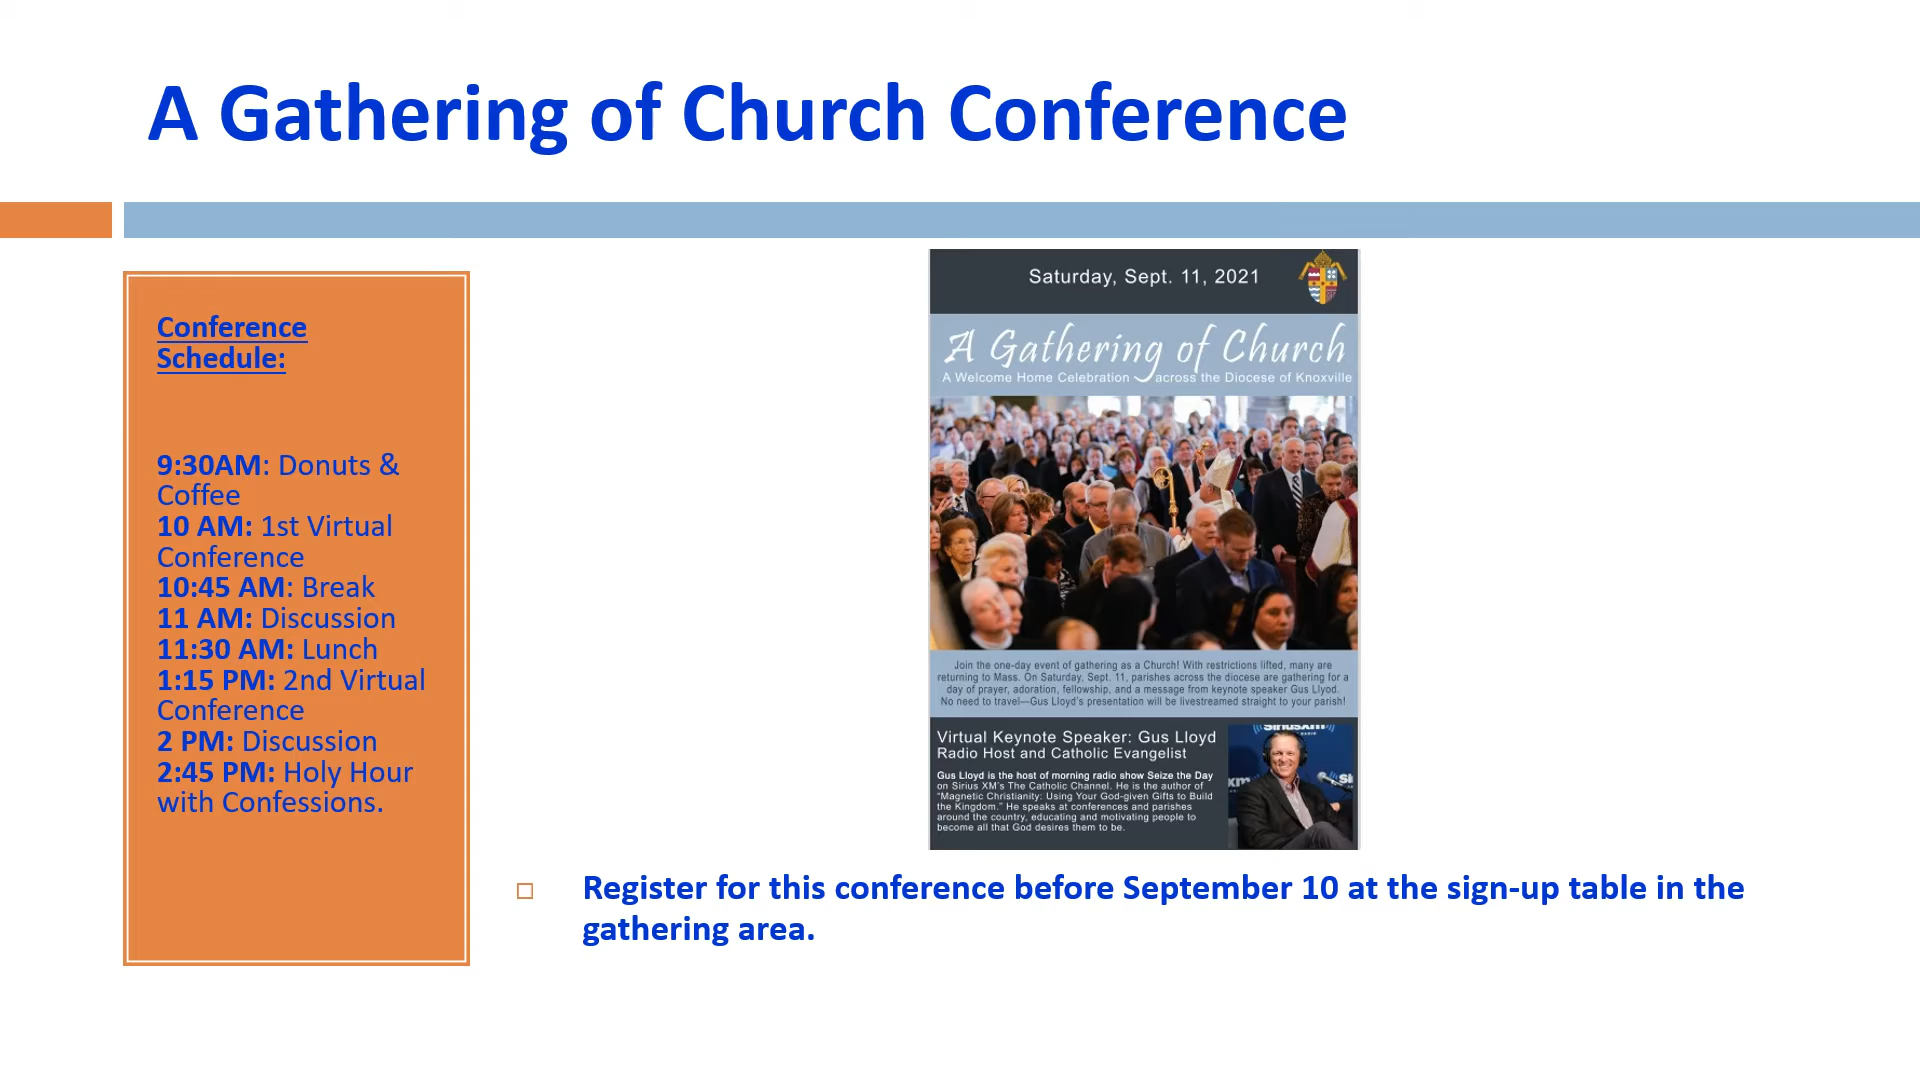 A Gathering of Church Conference
Conference
Schedule:
9:30AM: Donuts &
Coffee
10 AM: 1st Virtual
Conference
10:45 AM: Break
11 AM: Discussion
11:30 AM: Lunch
1:15 PM: 2nd Virtual
Conference
2 PM: Discussion
2:45 PM: Holy Hour
with Confessions.
Saturday, Sept. 11, 2021
A Gathering of Church
A Welcome Home Celebration across the Diocese of Knoxville
Join the one-day event of gathering as a Church! With restrictions lifted, many are
returning to Mass. On Saturday, Sept. 11, parishes across the diocese are gathering for a
day of prayer, adoration, fellowship, and a message from keynote speaker Gus Llyod.
No need to travel—Gus Lloyd's presentation will be livestreamed straight to your parish!
Virtual Keynote Speaker: Gus Lloyd
Radio Host and Catholic Evangelist
Gus Lloyd is the host of morning radio show Seize the Day
on Sirius XM's The Catholic Channel. He is the author of
"Magnetic Christianity: Using Your God-given Gifts to Build
the Kingdom." He speaks at conferences and parishes
around the country, educating and motivating people to
become all that God desires them to be.
Register for this conference before September 10 at the sign-up table in the
gathering area.